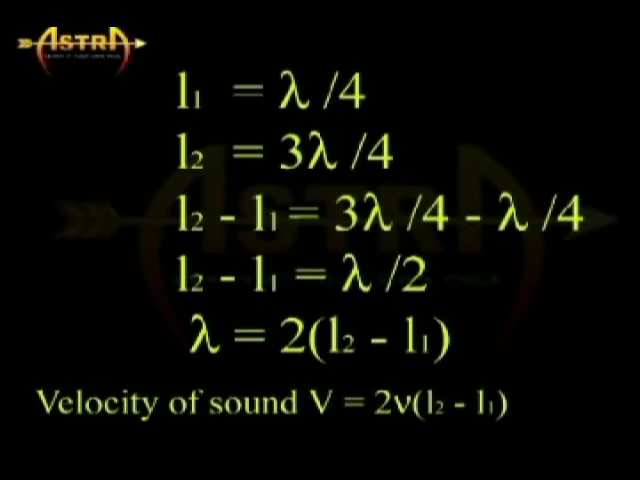 ASTRA
l₁ = λ /4
l₂ = 3λ /4
l₂ - l₁ = 3λ /4 - λ /4
l₂ - l₁ = λ /2
λ = 2(l₂ - l₁)
Velocity of sound V = 2ν(l₂ - l₁)